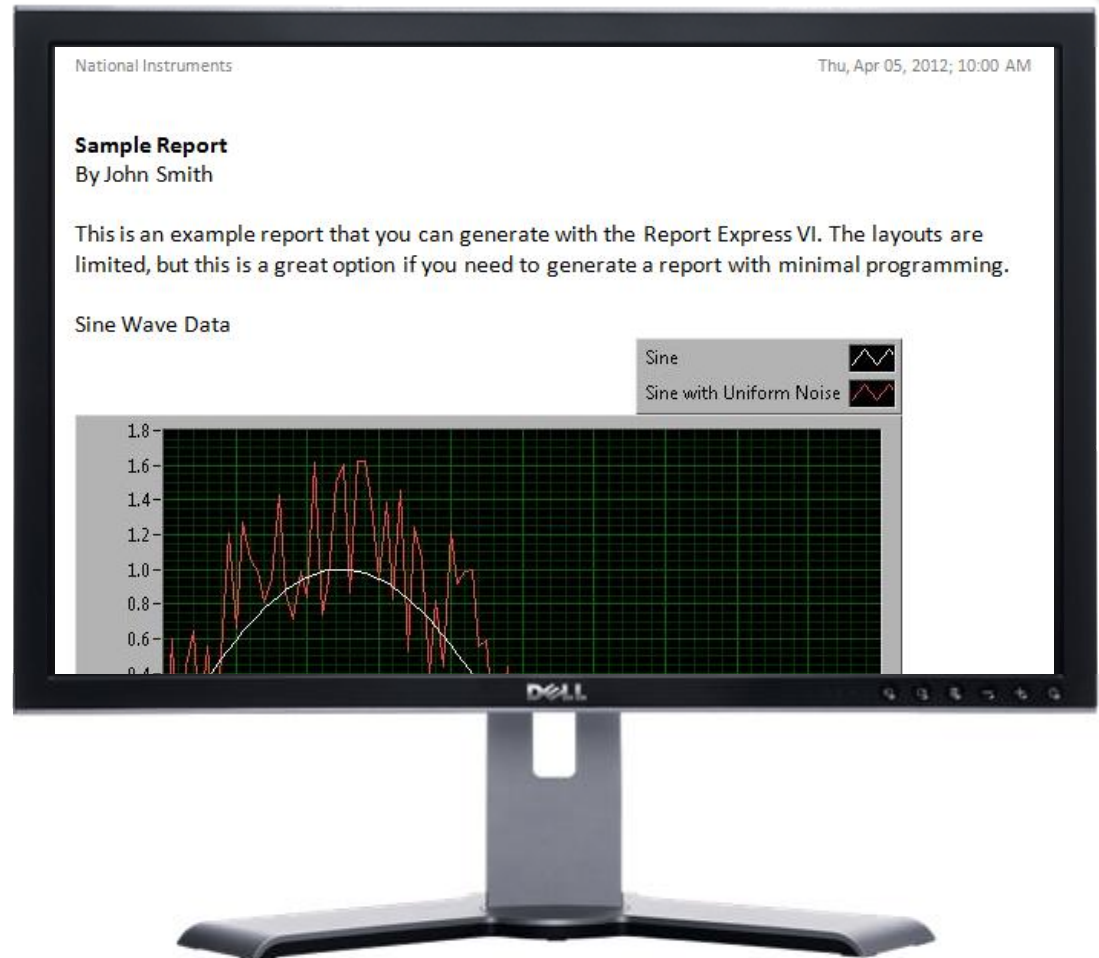 National Instruments
Thu, Apr 05, 2012; 10:00 AM
Sample Report
By John Smith
This is an example report that you can generate with the Report Express VI. The layouts are
limited, but this is a great option if you need to generate a report with minimal programming.
Sine Wave Data
Sine
Sine with Uniform Noise
1.8
1.6
1.4
1.2
1.0
0.8
0.6
0.4
DELL